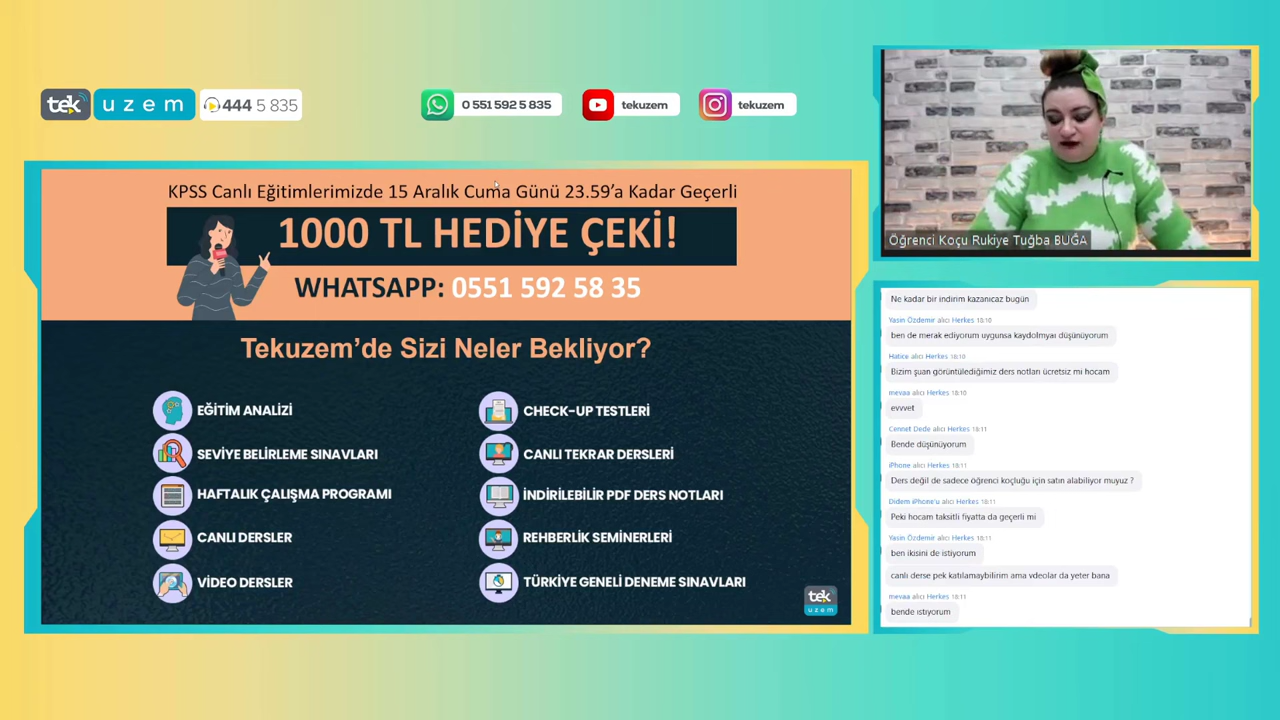 tek uzem 444 5 835
0 551 592 5 835
tekuzem
tekuzem
KPSS Canlı Eğitimlerimizde 15 Aralık Cuma Günü 23.59’a Kadar Geçerli
1000 TL HEDİYE ÇEKİ!
WHATSAPP: 0551 592 58 35
Tekuzem’de Sizi Neler Bekliyor?
EĞİTİM ANALİZİ
SEVİYE BELİRLEME SINAVLARI
HAFTALIK ÇALIŞMA PROGRAMI
CANLI DERSLER
VİDEO DERSLER
CHECK-UP TESTLERİ
CANLI TEKRAR DERSLERİ
İNDİRİLEBİLİR PDF DERS NOTLARI
REHBERLİK SEMİNERLERİ
TÜRKİYE GENELİ DENEME SINAVLARI
tek
uzem
Öğrenci Koçu Rukiye Tuğba BUĞA
Ne kadar bir indirim kazanıcaz bugün
Yasin Özdemir alıcı Herkes 18:10
ben de merak ediyorum uygunsa kaydolmyaı düşünüyorum
Hatice alıcı Herkes 18:10
Bizim şuan görüntülediğimiz ders notları ücretsiz mi hocam
mevaa alıcı Herkes 18:10
evvvet
Cennet Dede alıcı Herkes 18:11
Bende düşünüyorum
iPhone alıcı Herkes 18:11
Ders değil de sadece öğrenci koçluğu için satın alabiliyor muyuz ?
Didem iPhone'u alıcı Herkes 18:11
Peki hocam taksitli fiyatta da geçerli mi
Yasin Özdemir alıcı Herkes 18:11
ben ikisini de istiyorum
canlı derse pek katılamaybilirim ama vdeolar da yeter bana
mevaa alıcı Herkes 18:11
bende ıstıyorum